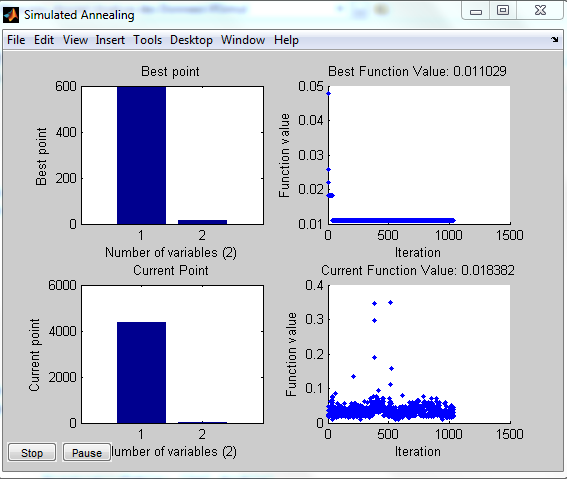 Simulated Annealing
File Edit View Insert Tools Desktop Window Help
Best point
Best point
600
400
200
0
1 2
Number of variables (2)
Best Function Value: 0.011029
Function value
0.05
0.04
0.03
0.02
0.01
0 500 1000 1500
Iteration
Current Point
Current point
6000
4000
2000
0
1 2
Number of variables (2)
Current Function Value: 0.018382
Function value
0.4
0.3
0.2
0.1
0
0 500 1000 1500
Iteration
Stop Pause